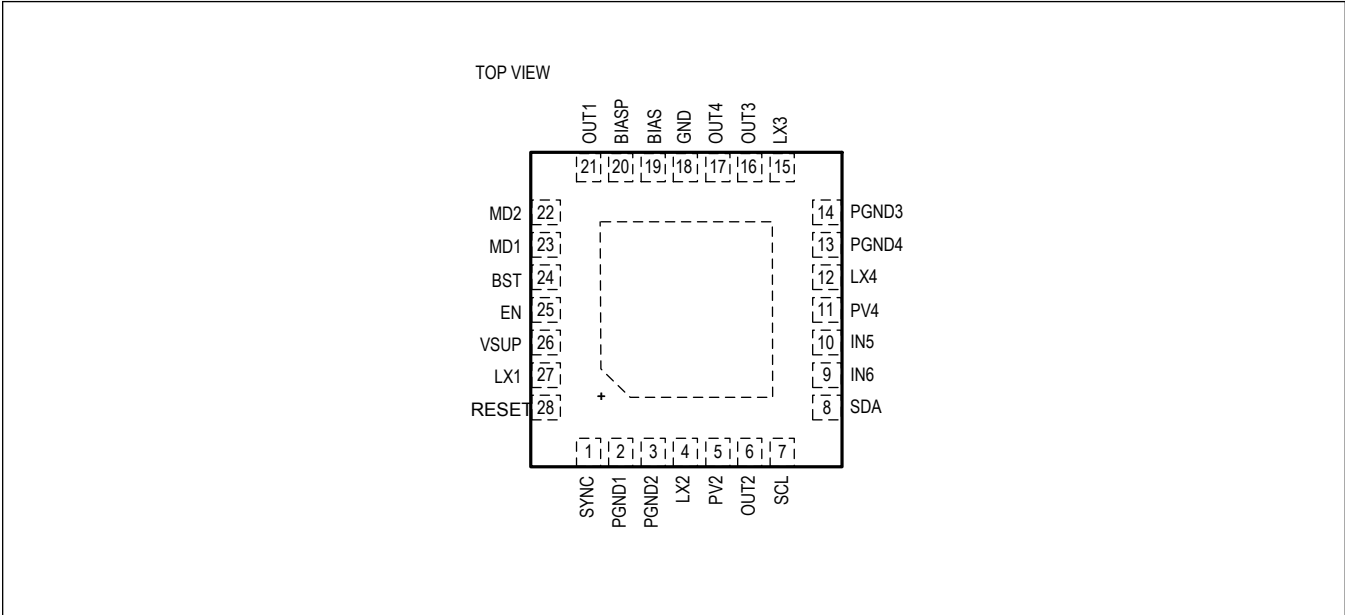 TOP VIEW
OUT1 BIASP BIAS GND OUT4 OUT3 LX3
21 20 19 18 17 16 15
MD2 22 14 PGND3
MD1 23 13 PGND4
BST 24 12 LX4
EN 25 11 PV4
VSUP 26 10 IN5
LX1 27 9 IN6
RESET 28 8 SDA
+
1 2 3 4 5 6 7
SYNC PGND1 PGND2 LX2 PV2 OUT2 SCL